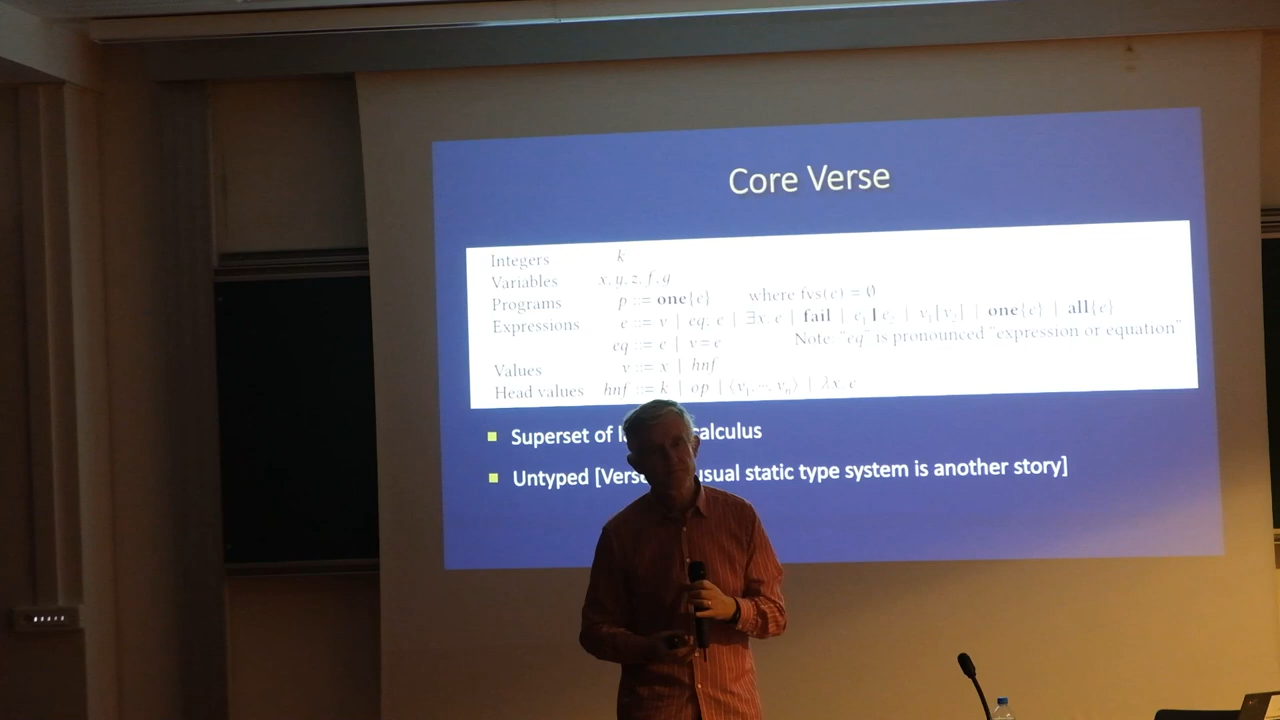 Core Verse
Integers k
Variables x, y, z, f, g
Programs p ::= one{e} where fvs(e) = ∅
Expressions e ::= v | eq; e | ∃x. e | fail | e₁ ▮ e₂ | v₁[v₂] | one{e} | all{e}
eq ::= e | v = e Note: "eq" is pronounced "expression or equation"
Values v ::= x | hnf
Head values hnf ::= k | op | ⟨v₁, ⋯, vₙ⟩ | λx. e
Superset of calculus
Untyped [Verse usual static type system is another story]